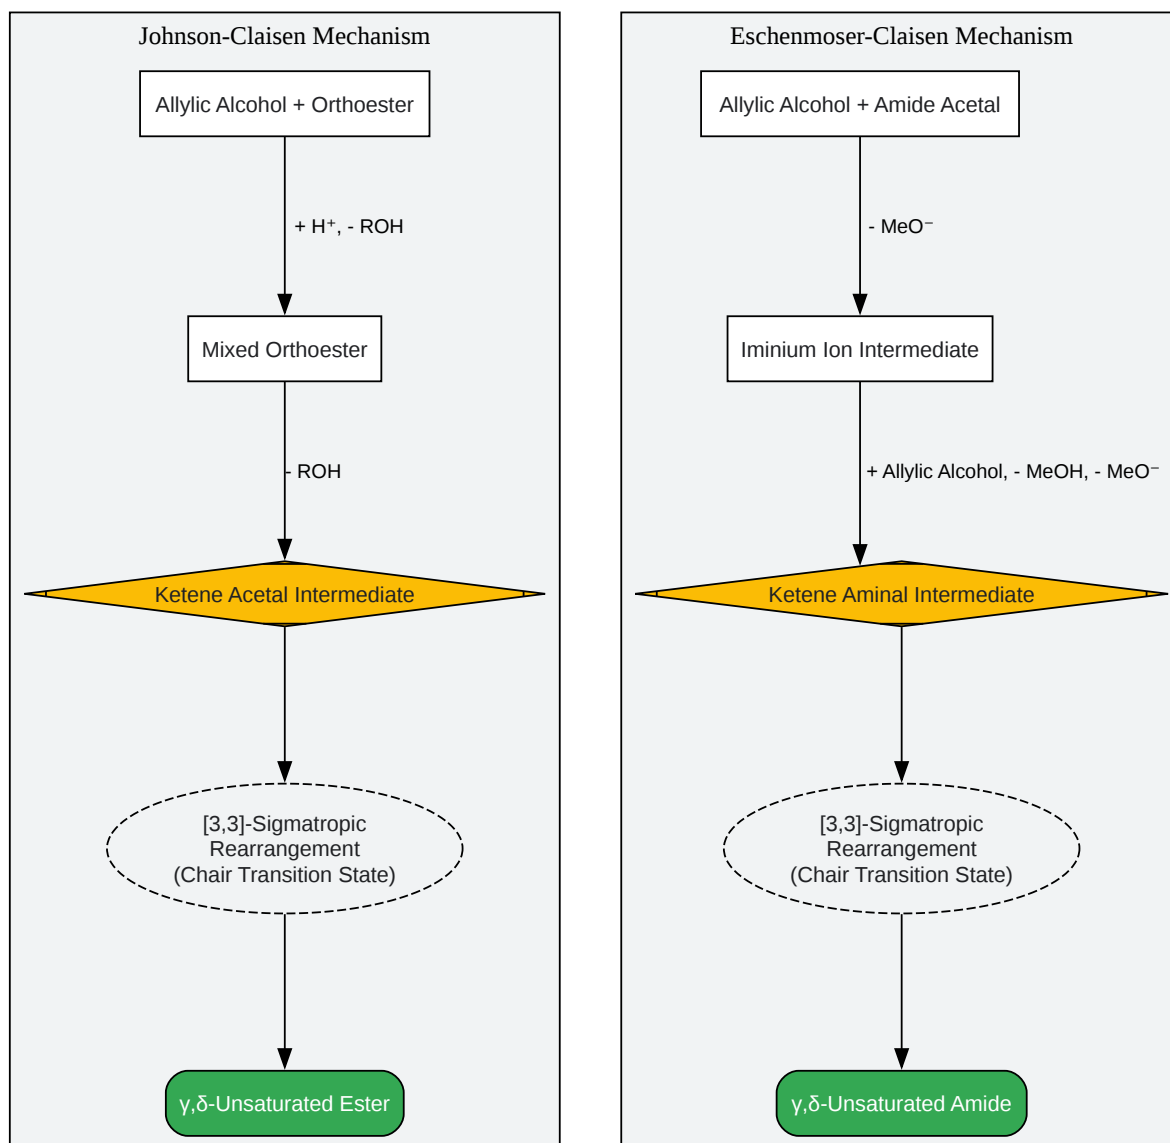 Johnson-Claisen Mechanism
Allylic Alcohol + Orthoester
+ H⁺, - ROH
Mixed Orthoester
- ROH
Ketene Acetal Intermediate
[3,3]-Sigmatropic
Rearrangement
(Chair Transition State)
γ,δ-Unsaturated Ester
Eschenmoser-Claisen Mechanism
Allylic Alcohol + Amide Acetal
- MeO⁻
Iminium Ion Intermediate
+ Allylic Alcohol, - MeOH, - MeO⁻
Ketene Aminal Intermediate
[3,3]-Sigmatropic
Rearrangement
(Chair Transition State)
γ,δ-Unsaturated Amide